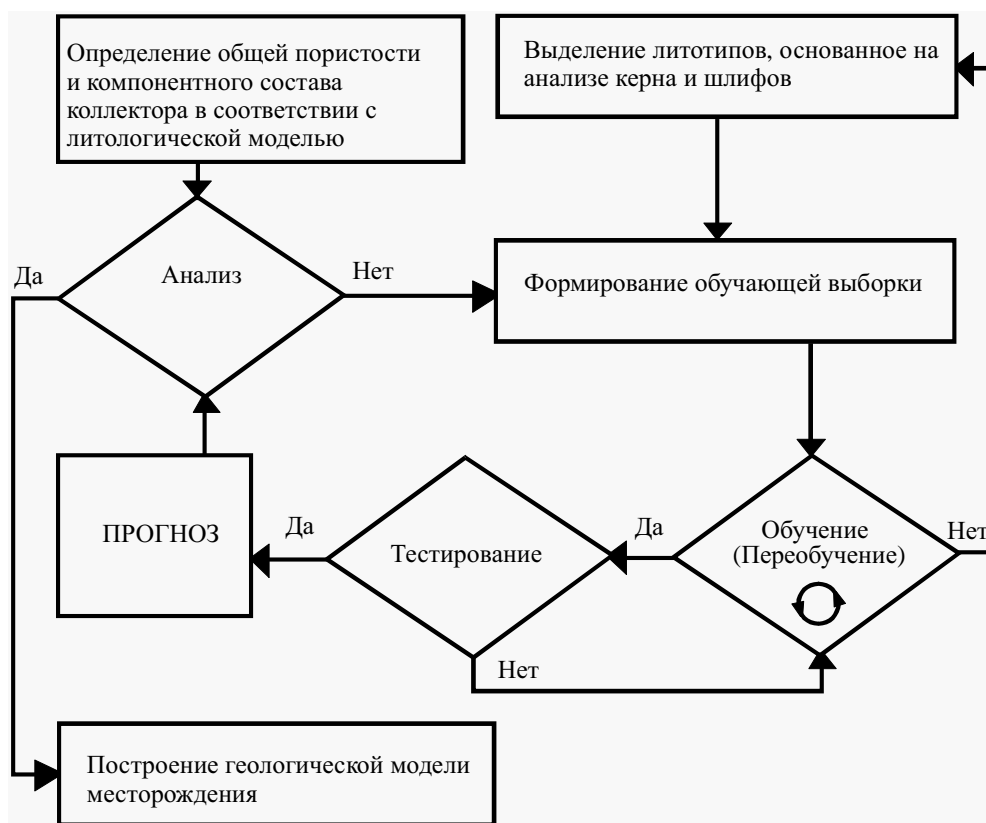 Определение общей пористости
и компонентного состава
коллектора в соответствии с
литологической моделью
Выделение литотипов, основанное на
анализе керна и шлифов
Да
Анализ
Нет
Формирование обучающей выборки
ПРОГНОЗ
Да
Тестирование
Да
Обучение
(Переобучение)
Нет
Нет
Построение геологической модели
месторождения